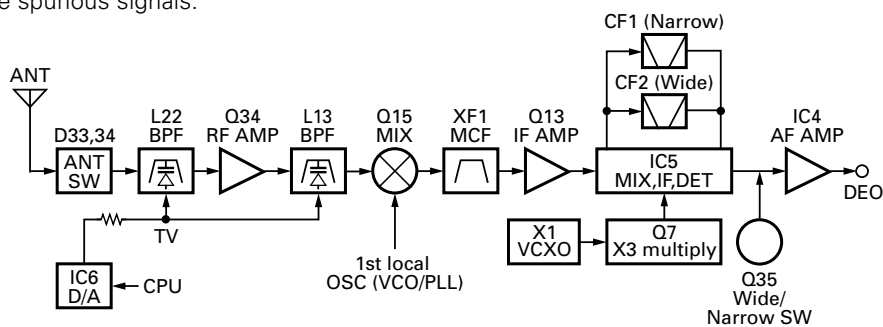 e spurious signals.
CF1 (Narrow)
CF2 (Wide)
ANT
D33,34
ANT
SW
L22
BPF
Q34
RF AMP
L13
BPF
Q15
MIX
XF1
MCF
Q13
IF AMP
IC5
MIX,IF,DET
IC4
AF AMP
DEO
TV
IC6
D/A
CPU
1st local
OSC (VCO/PLL)
X1
VCXO
Q7
X3 multiply
Q35
Wide/
Narrow SW